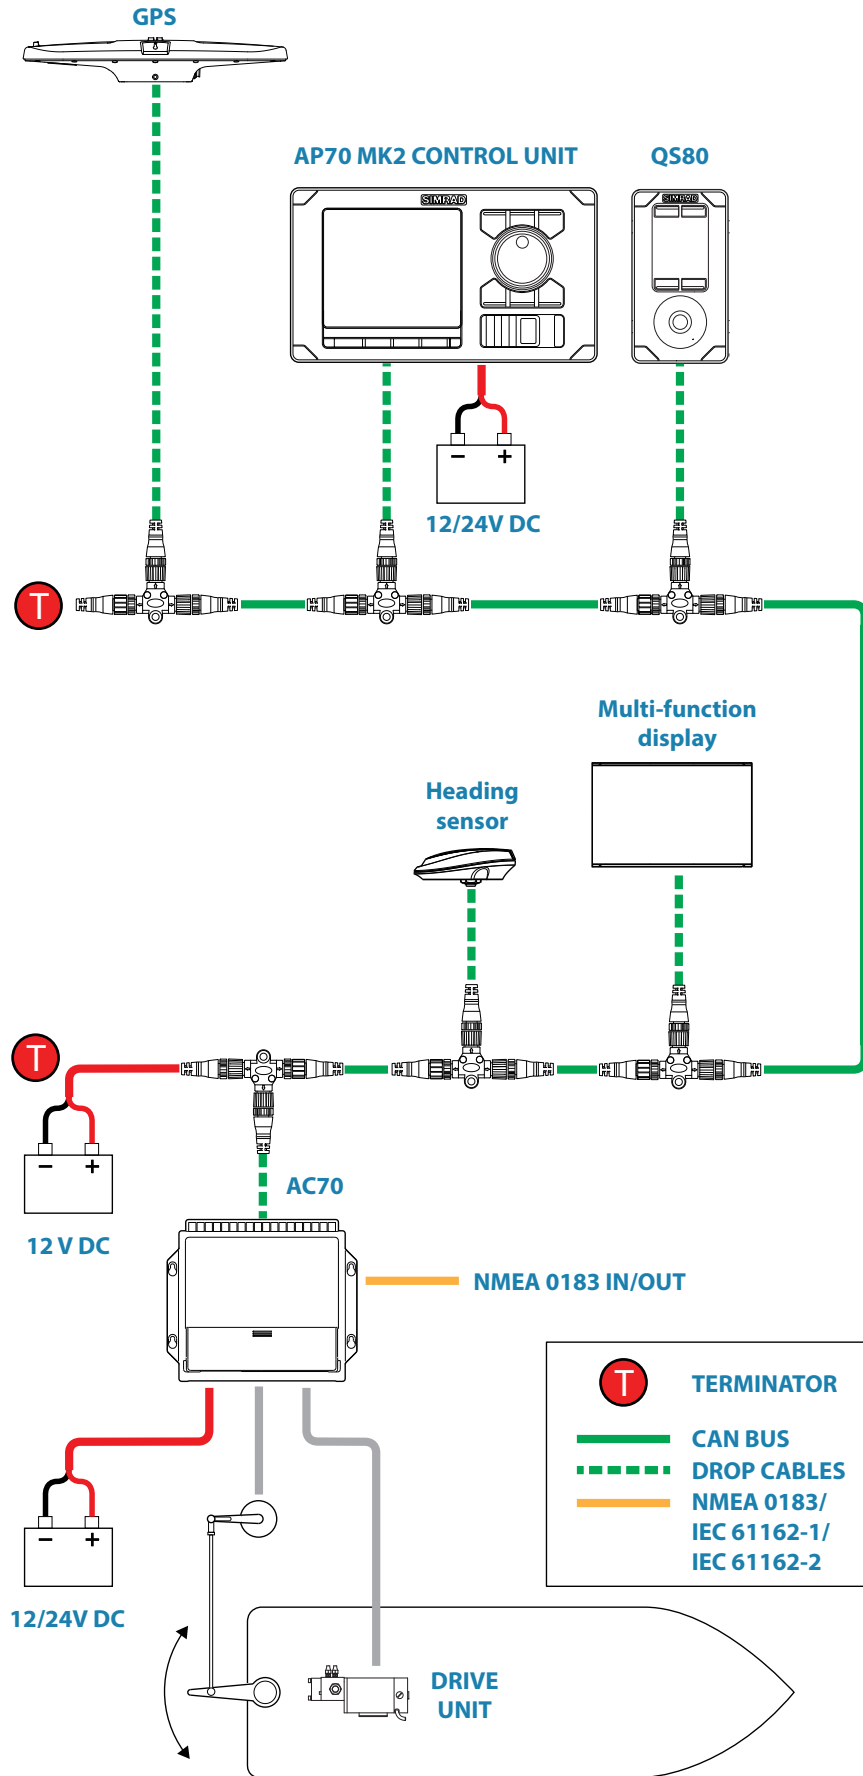 GPS
AP70 MK2 CONTROL UNIT
QS80
SIMRAD
SIMRAD
− +
12/24V DC
T
Multi-function
display
Heading
sensor
T
− +
12 V DC
AC70
NMEA 0183 IN/OUT
T TERMINATOR
CAN BUS
DROP CABLES
NMEA 0183/
IEC 61162-1/
IEC 61162-2
− +
12/24V DC
DRIVE
UNIT